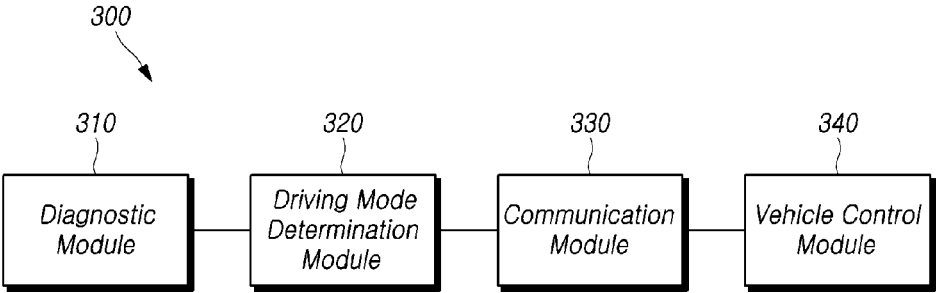 300
310
320
330
340
Diagnostic
Module
Driving Mode
Determination
Module
Communication
Module
Vehicle Control
Module